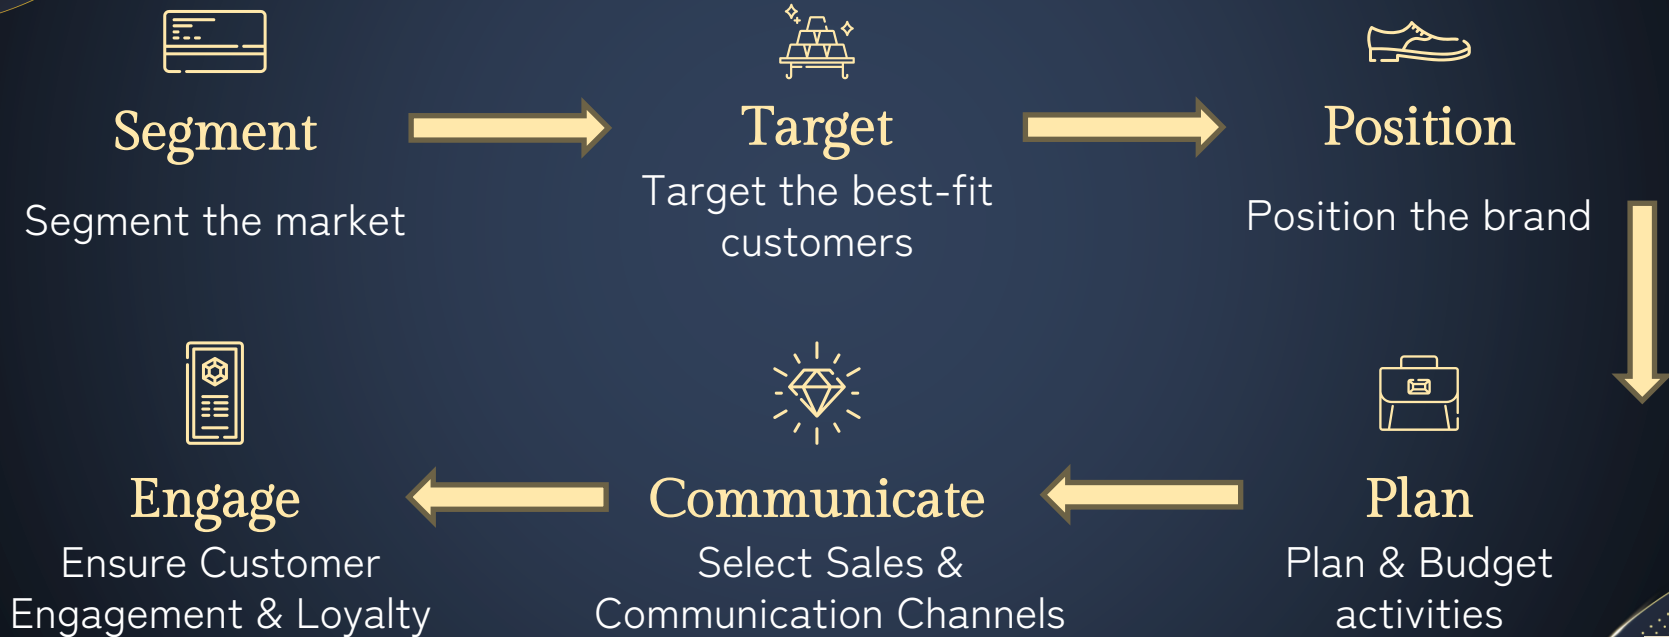 Segment
Segment the market
Target
Target the best-fit
customers
Position
Position the brand
Plan
Plan & Budget
activities
Communicate
Select Sales &
Communication Channels
Engage
Ensure Customer
Engagement & Loyalty